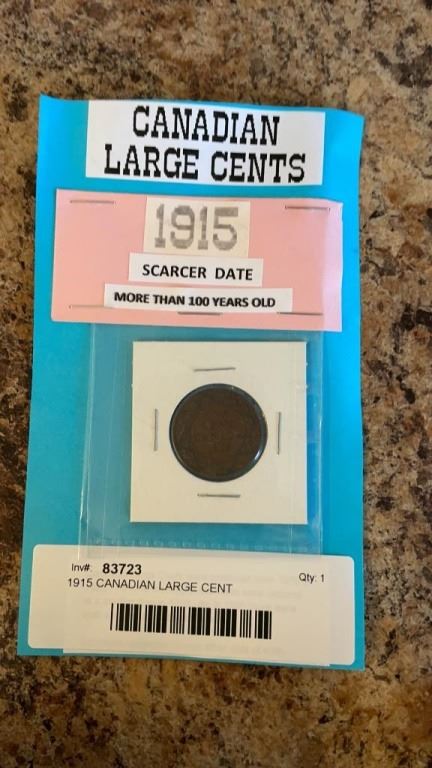 CANADIAN
LARGE CENTS
1915
SCARCER DATE
MORE THAN 100 YEARS OLD
Inv#: 83723 Qty: 1
1915 CANADIAN LARGE CENT